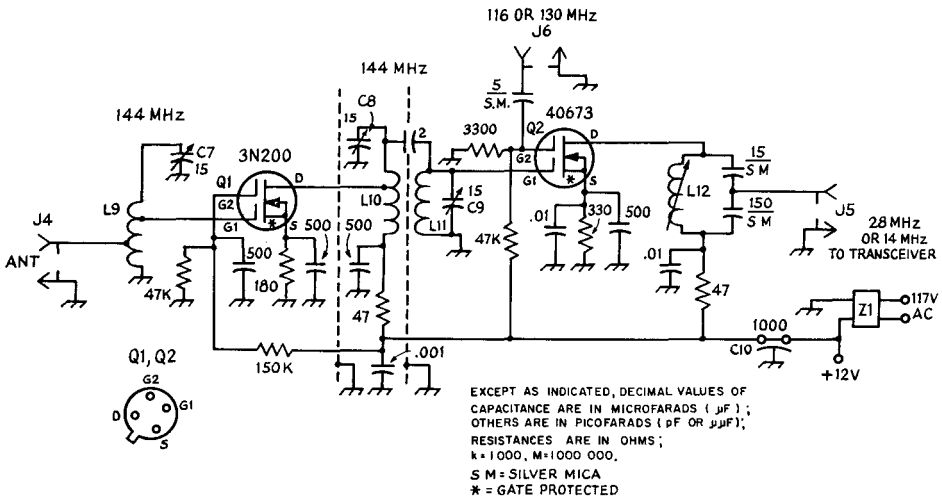 116 OR 130 MHz
J6
144 MHz
5
S.M.
C8
15
2
40673
3300
Q2
D
G2
G1
*
S
144 MHz
C7
15
3N200
Q1
D
G2
G1
*
S
L9
J4
ANT
L10
L11
15
C9
15
SM
L12
150
SM
J5
28 MHz
OR 14 MHz
TO TRANSCEIVER
500
500
500
47K
180
47K
.01
330
500
.01
47
47
117V
AC
Z1
1000
C10
+12V
150K
.001
Q1, Q2
G2
G1
D
S
EXCEPT AS INDICATED, DECIMAL VALUES OF
CAPACITANCE ARE IN MICROFARADS ( µF ) ;
OTHERS ARE IN PICOFARADS ( pF OR µµF);
RESISTANCES ARE IN OHMS ;
k=1000, M=1000 000.
S M = SILVER MICA
* = GATE PROTECTED